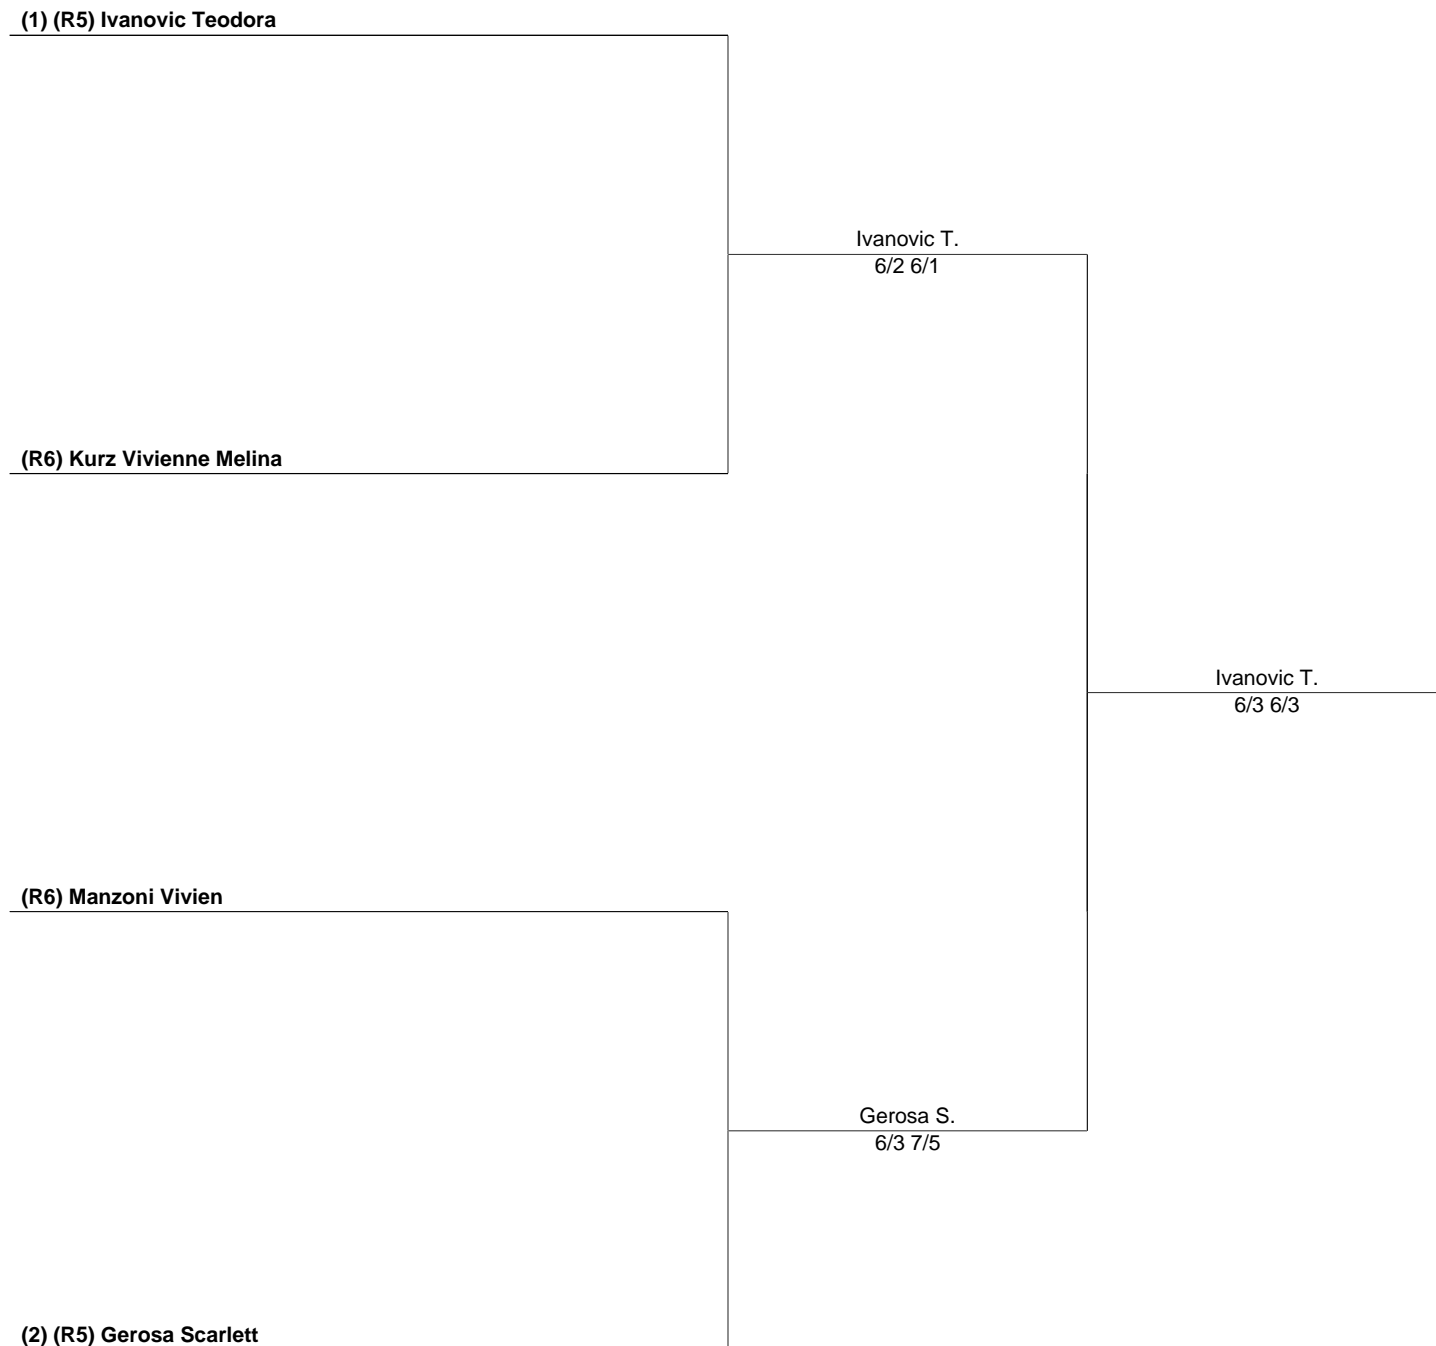 (1) (R5) Ivanovic Teodora
Ivanovic T.
6/2 6/1
(R6) Kurz Vivienne Melina
Ivanovic T.
6/3 6/3
(R6) Manzoni Vivien
Gerosa S.
6/3 7/5
(2) (R5) Gerosa Scarlett